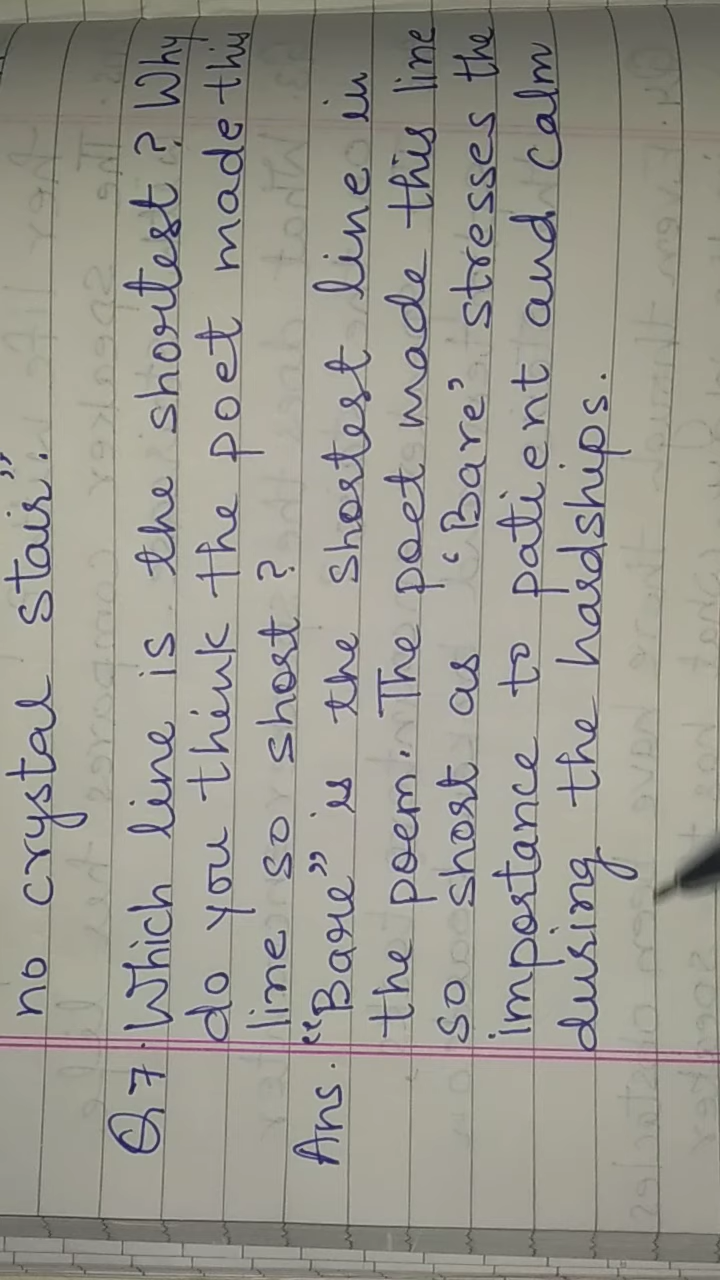 no crystal stair".
Q7. Which line is the shortest? Why
do you think the poet made this
line so short?
Ans. "Bare" is the shortest line in
the poem. The poet made this line
so short as 'Bare' stresses the
importance to patient and calm
during the hardships.